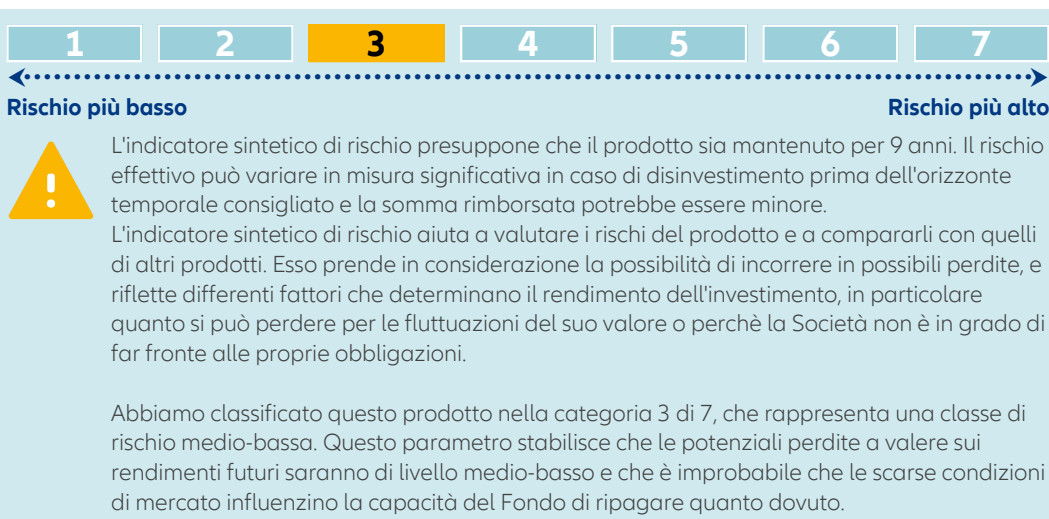 1 2 3 4 5 6 7
Rischio più basso Rischio più alto
L'indicatore sintetico di rischio presuppone che il prodotto sia mantenuto per 9 anni. Il rischio
effettivo può variare in misura significativa in caso di disinvestimento prima dell'orizzonte
temporale consigliato e la somma rimborsata potrebbe essere minore.
L'indicatore sintetico di rischio aiuta a valutare i rischi del prodotto e a compararli con quelli
di altri prodotti. Esso prende in considerazione la possibilità di incorrere in possibili perdite, e
riflette differenti fattori che determinano il rendimento dell'investimento, in particolare
quanto si può perdere per le fluttuazioni del suo valore o perchè la Società non è in grado di
far fronte alle proprie obbligazioni.
Abbiamo classificato questo prodotto nella categoria 3 di 7, che rappresenta una classe di
rischio medio-bassa. Questo parametro stabilisce che le potenziali perdite a valere sui
rendimenti futuri saranno di livello medio-basso e che è improbabile che le scarse condizioni
di mercato influenzino la capacità del Fondo di ripagare quanto dovuto.